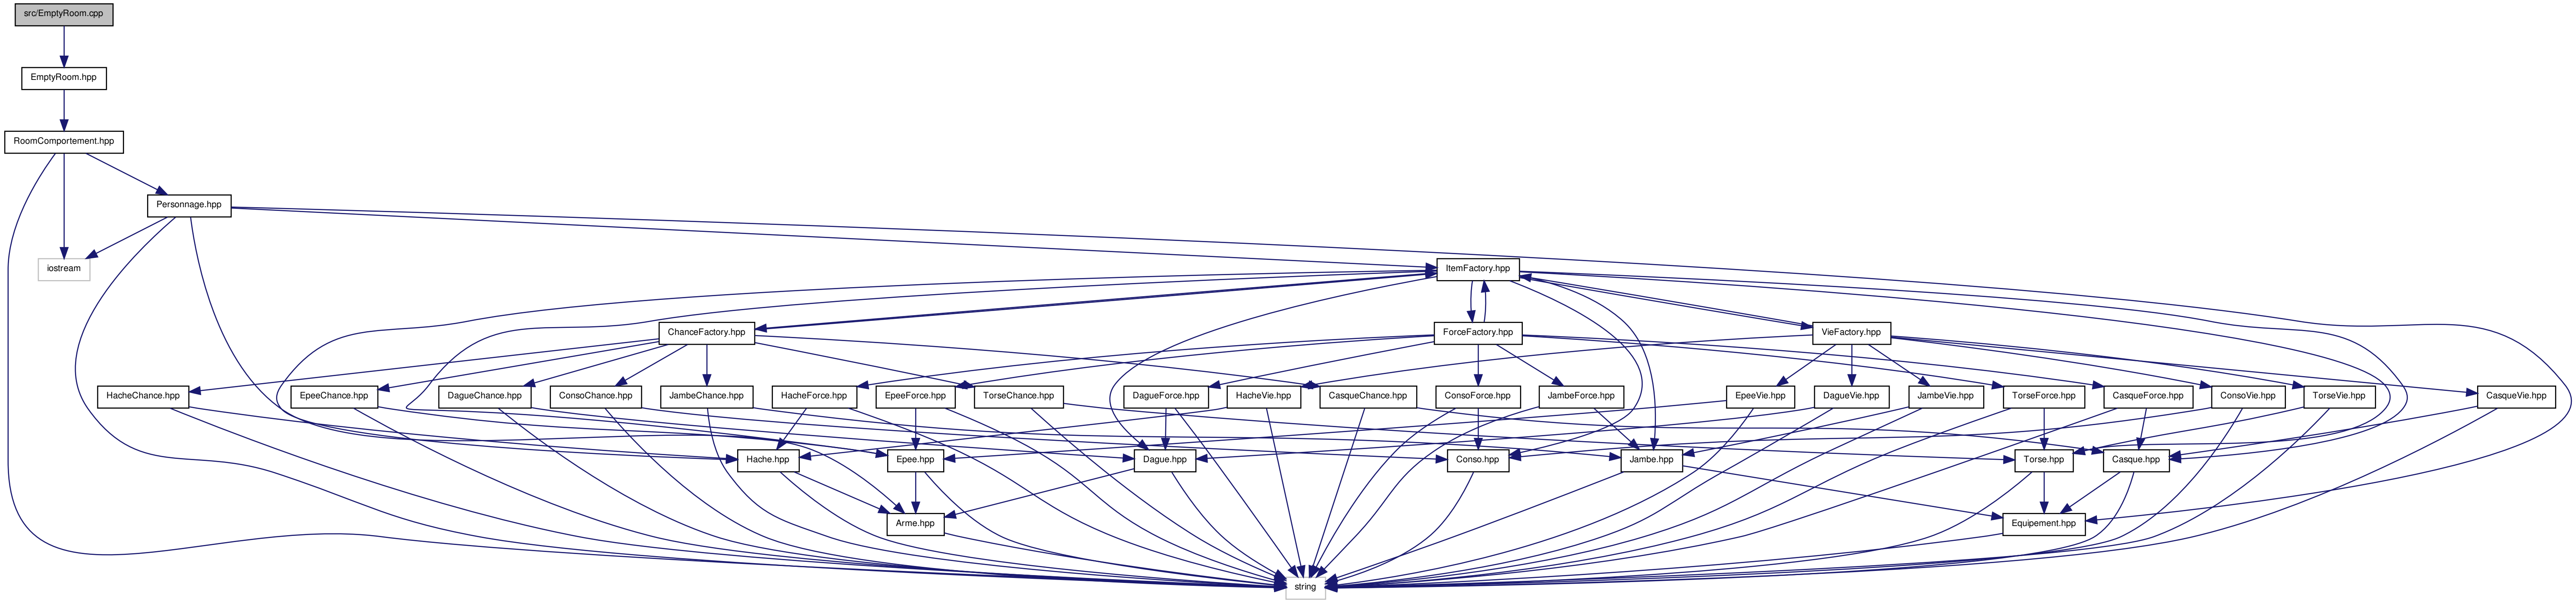 src/EmptyRoom.cpp
EmptyRoom.hpp
RoomComportement.hpp
Personnage.hpp
iostream
ItemFactory.hpp
ChanceFactory.hpp
ForceFactory.hpp
VieFactory.hpp
HacheChance.hpp
EpeeChance.hpp
DagueChance.hpp
ConsoChance.hpp
JambeChance.hpp
HacheForce.hpp
EpeeForce.hpp
TorseChance.hpp
DagueForce.hpp
HacheVie.hpp
CasqueChance.hpp
ConsoForce.hpp
JambeForce.hpp
EpeeVie.hpp
DagueVie.hpp
JambeVie.hpp
TorseForce.hpp
CasqueForce.hpp
ConsoVie.hpp
TorseVie.hpp
CasqueVie.hpp
Hache.hpp
Epee.hpp
Dague.hpp
Conso.hpp
Jambe.hpp
Torse.hpp
Casque.hpp
Arme.hpp
Equipement.hpp
string